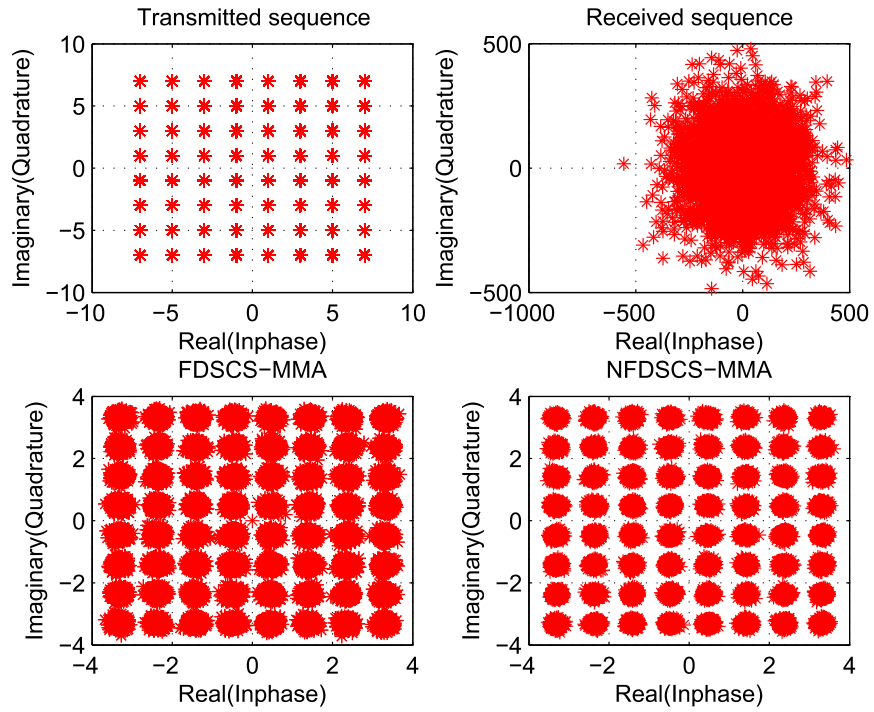 Transmitted sequence
Imaginary(Quadrature)
10
5
0
−5
−10
−10 −5 0 5 10
Real(Inphase)
Received sequence
Imaginary(Quadrature)
500
0
−500
−1000 −500 0 500
Real(Inphase)
FDSCS−MMA
Imaginary(Quadrature)
4
2
0
−2
−4
−4 −2 0 2 4
Real(Inphase)
NFDSCS−MMA
Imaginary(Quadrature)
4
2
0
−2
−4
−4 −2 0 2 4
Real(Inphase)